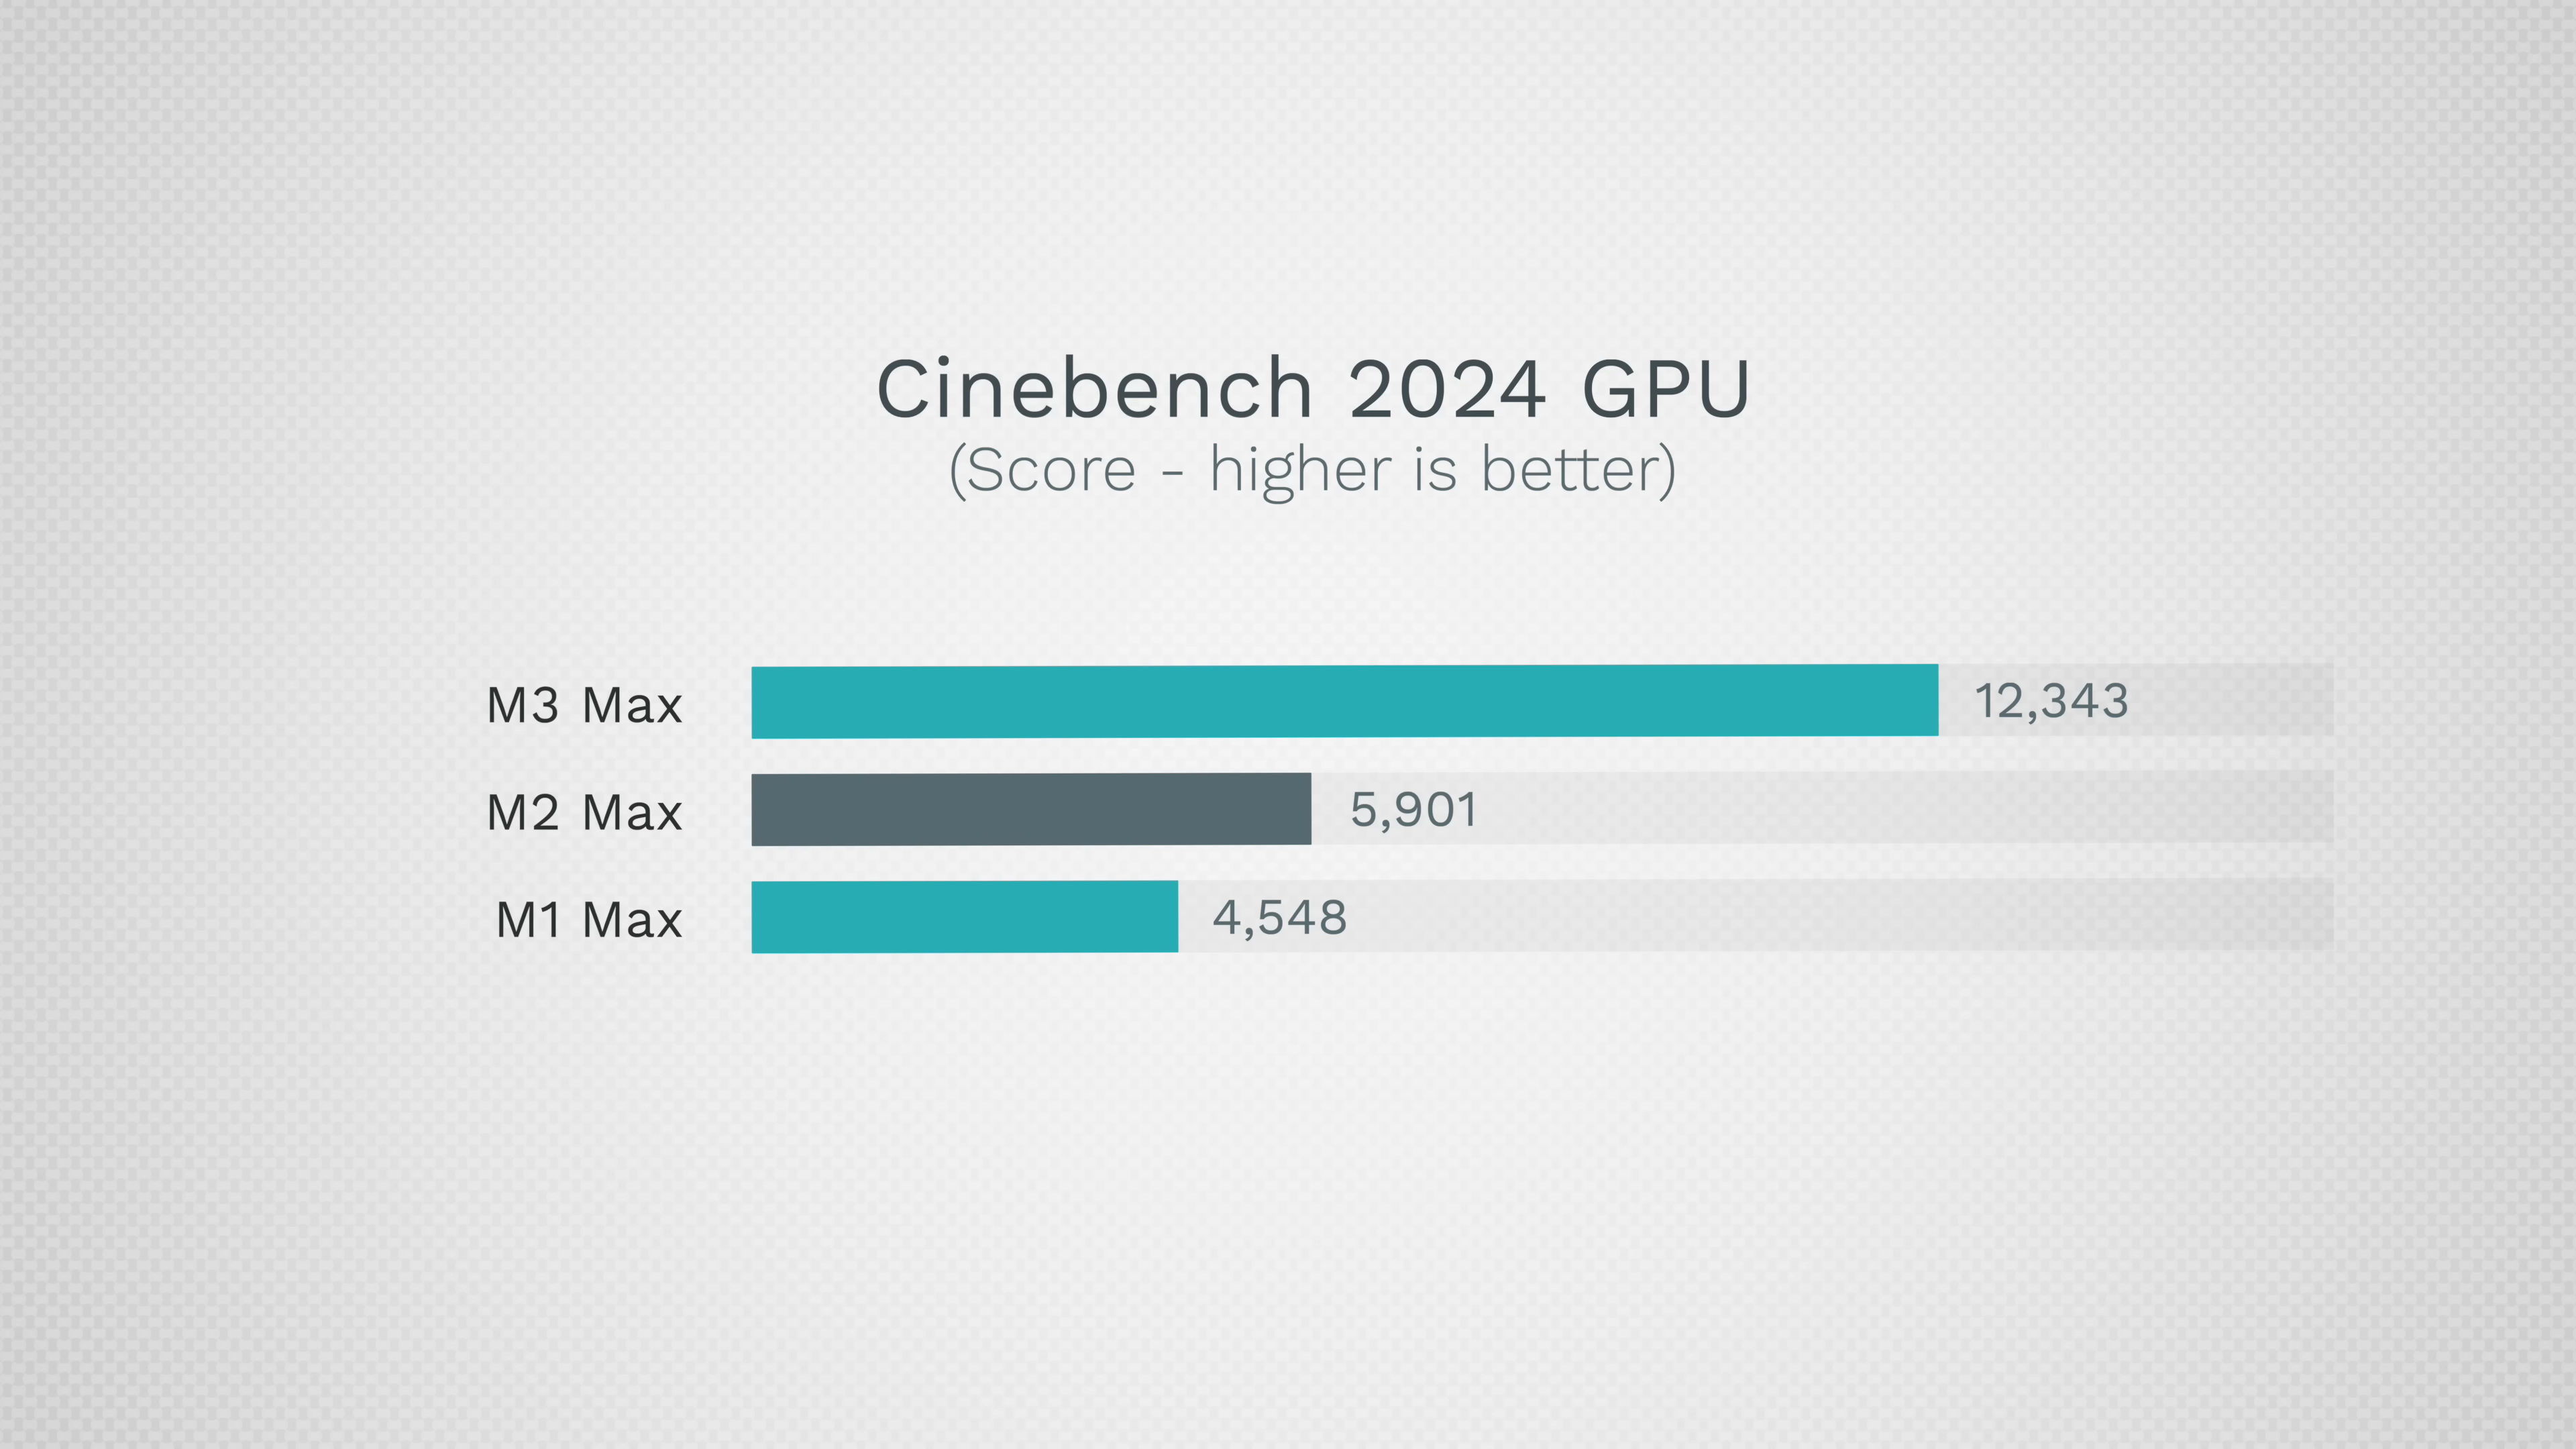 Cinebench 2024 GPU
(Score - higher is better)
M3 Max 12,343
M2 Max 5,901
M1 Max 4,548